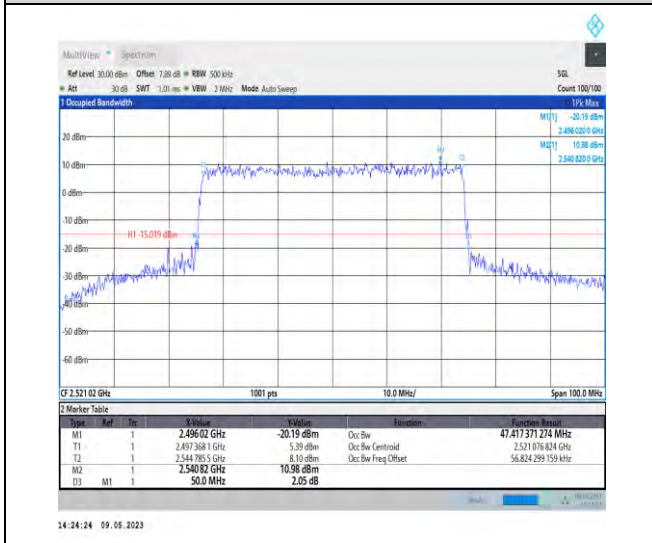 MultiView Spectrum
Ref Level 30.00 dBm Offset 7.89 dB RBW 500 kHz SGL
Att 30 dB SWT 1.01 ms VBW 2 MHz Mode Auto Sweep Count 100/100
1 Occupied Bandwidth 1Pk Max
M1[1] -20.19 dBm
2.496 020 0 GHz
M2[1] 10.98 dBm
2.540 820 0 GHz
20 dBm
10 dBm
0 dBm
-10 dBm
H1 -15.019 dBm
-20 dBm
-30 dBm
-40 dBm
-50 dBm
-60 dBm
CF 2.521 02 GHz 1001 pts 10.0 MHz/ Span 100.0 MHz
2 Marker Table
Type Ref Trc X-Value Y-Value Function Function Result
M1 1 2.496 02 GHz -20.19 dBm Occ Bw 47.417 371 274 MHz
T1 1 2.497 368 1 GHz 5.39 dBm Occ Bw Centroid 2.521 076 824 GHz
T2 1 2.544 785 5 GHz 8.10 dBm Occ Bw Freq Offset 56.824 299 159 kHz
M2 1 2.540 82 GHz 10.98 dBm
D3 M1 1 50.0 MHz 2.05 dB
14:24:24 09.05.2023